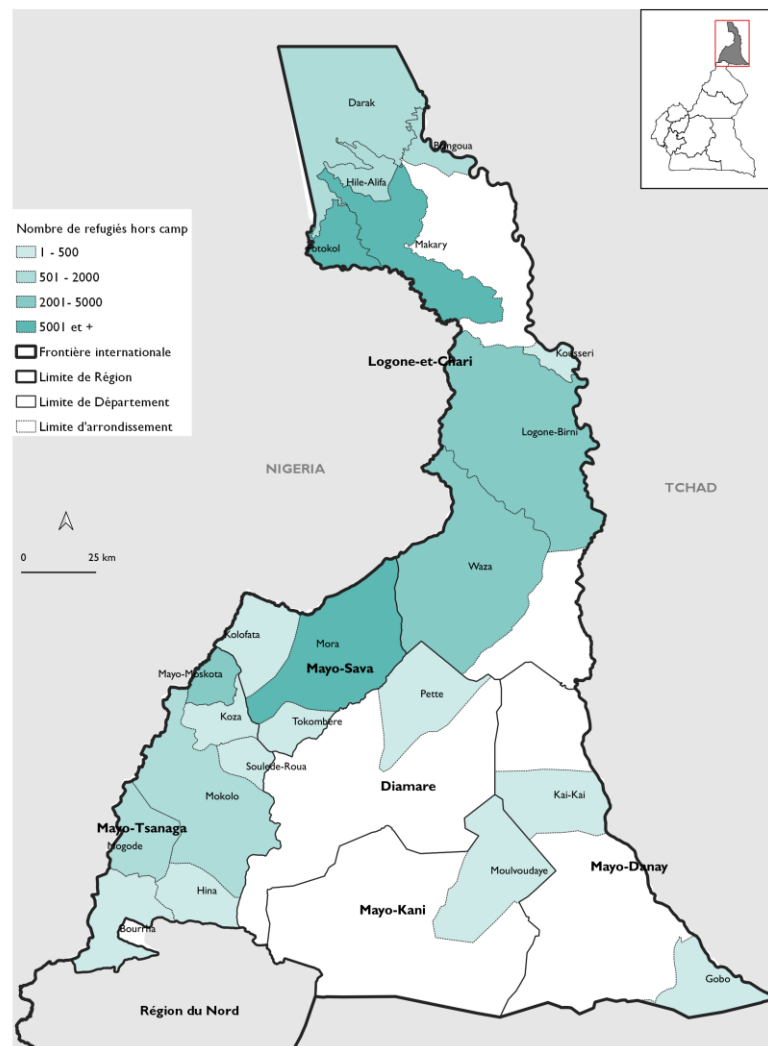 Darak
Blangoua
Hile-Alifa
Nombre de refugiés hors camp
1 - 500
501 - 2000
2001- 5000
5001 et +
Frontière internationale
Limite de Région
Limite de Département
Limite d'arrondissement
Fotokol
Makary
Logone-et-Chari
Kousseri
Logone-Birni
NIGERIA
TCHAD
0 25 km
Waza
Kolofata
Mora
Mayo-Sava
Mayo-Moskota
Pette
Koza
Tokombere
Soulede-Roua
Diamare
Mokolo
Kai-Kai
Mayo-Tsanaga
Mogode
Moulvoudaye
Mayo-Danay
Hina
Mayo-Kani
Bourrha
Gobo
Région du Nord